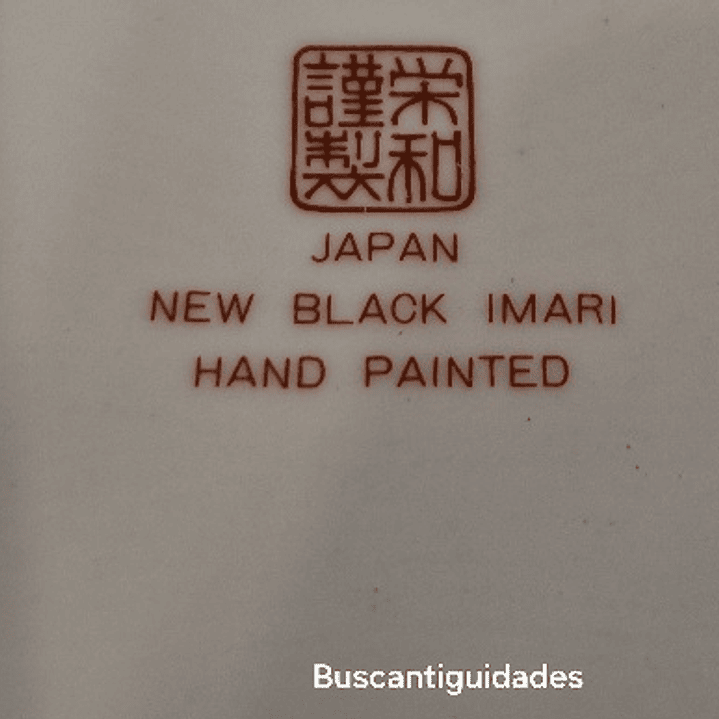 栄和
謹製
JAPAN
NEW BLACK IMARI
HAND PAINTED
Buscantiguidades